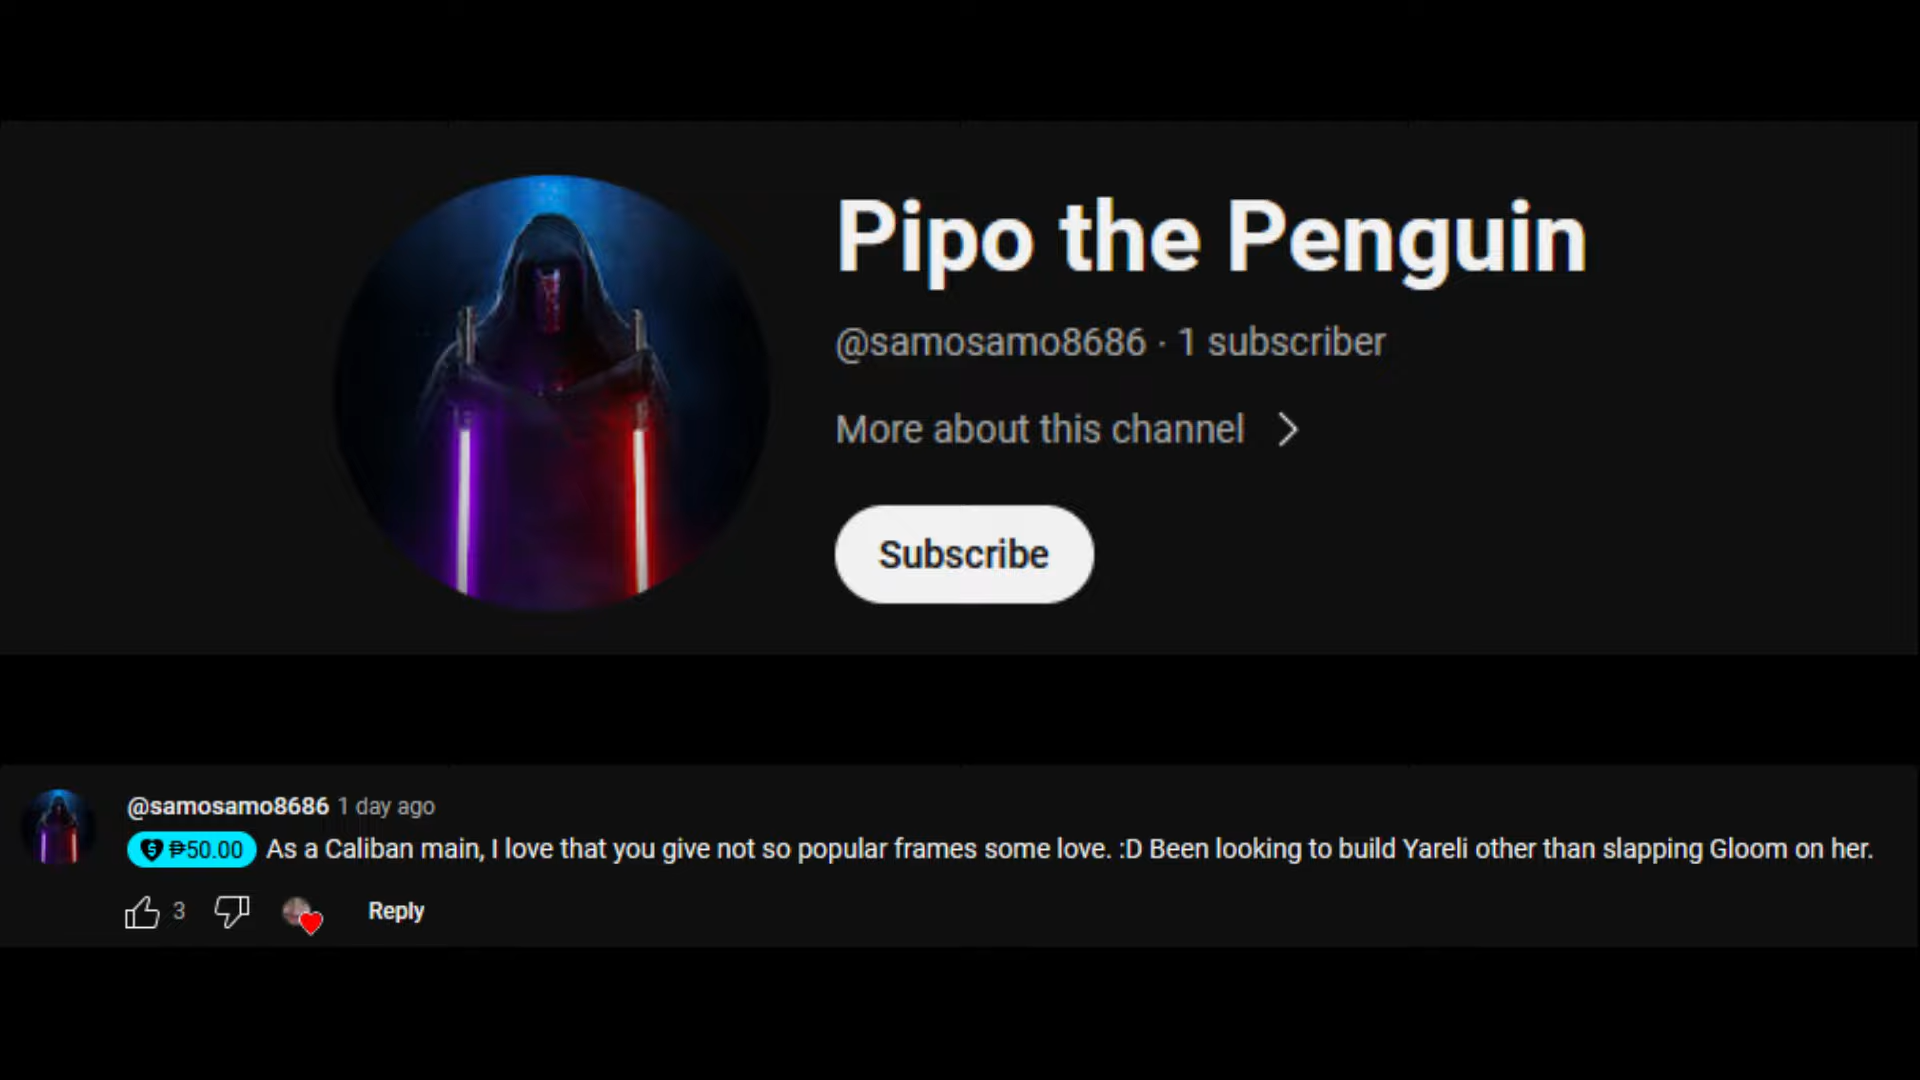 Pipo the Penguin
@samosamo8686 · 1 subscriber
More about this channel
Subscribe
@samosamo8686 1 day ago
₱50.00 As a Caliban main, I love that you give not so popular frames some love. :D Been looking to build Yareli other than slapping Gloom on her.
3 Reply